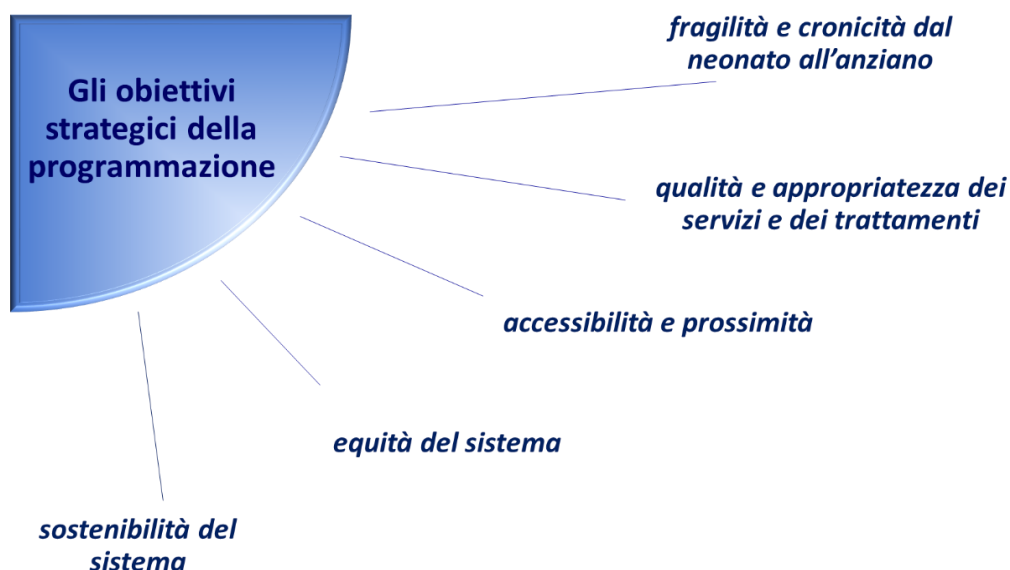 Gli obiettivi
strategici della
programmazione
fragilità e cronicità dal
neonato all’anziano
qualità e appropriatezza dei
servizi e dei trattamenti
accessibilità e prossimità
equità del sistema
sostenibilità del
sistema